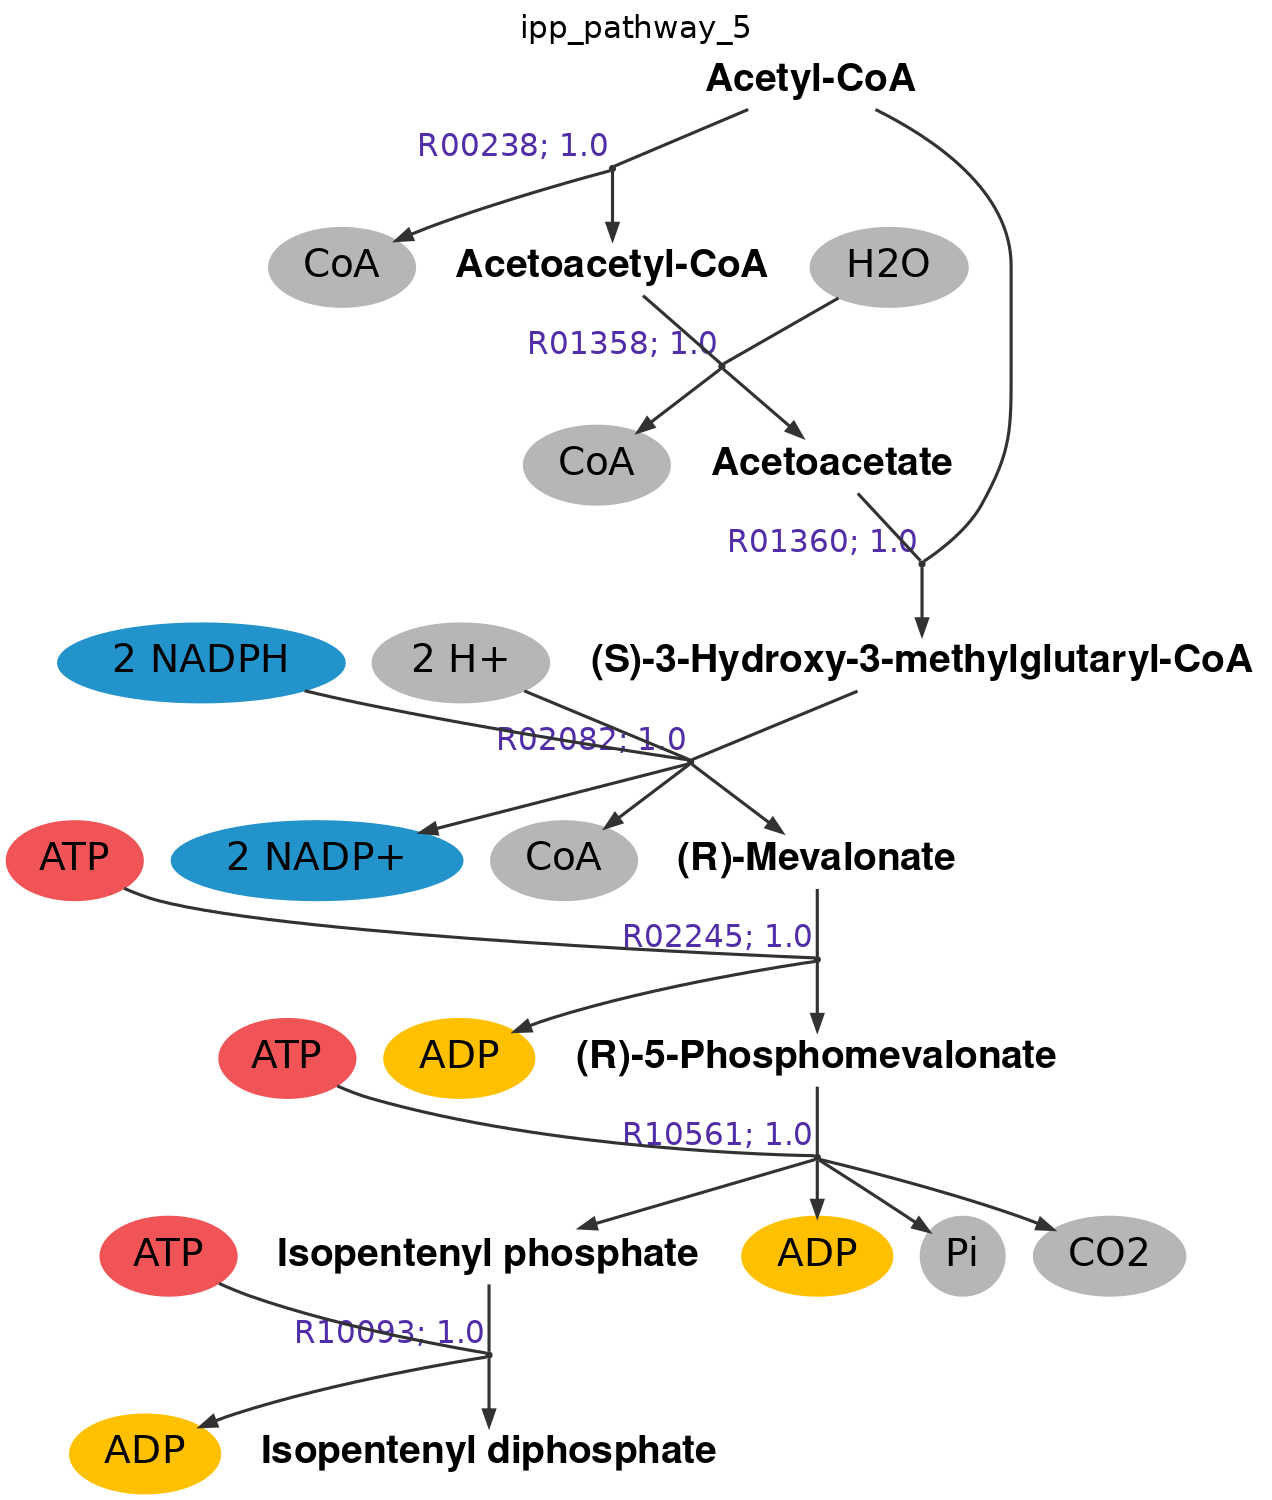 ipp_pathway_5
Acetyl-CoA
R00238; 1.0
CoA
Acetoacetyl-CoA
H2O
R01358; 1.0
CoA
Acetoacetate
R01360; 1.0
2 NADPH
2 H+
(S)-3-Hydroxy-3-methylglutaryl-CoA
R02082; 1.0
ATP
2 NADP+
CoA
(R)-Mevalonate
R02245; 1.0
ATP
ADP
(R)-5-Phosphomevalonate
R10561; 1.0
ATP
Isopentenyl phosphate
ADP
Pi
CO2
R10093; 1.0
ADP
Isopentenyl diphosphate